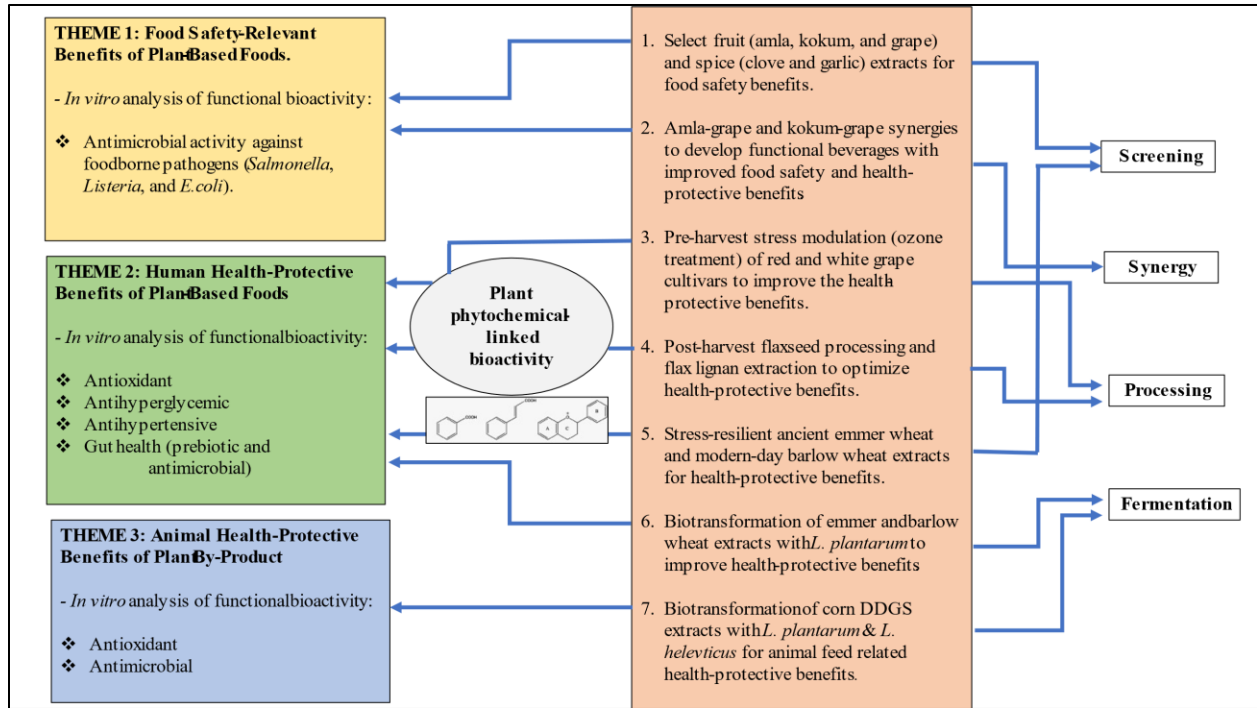 THEME 1: Food Safety-Relevant
Benefits of Plant-Based Foods.
- In vitro analysis of functional bioactivity:
❖ Antimicrobial activity against
foodborne pathogens (Salmonella,
Listeria, and E.coli).
THEME 2: Human Health-Protective
Benefits of Plant-Based Foods
- In vitro analysis of functionalbioactivity:
❖ Antioxidant
❖ Antihyperglycemic
❖ Antihypertensive
❖ Gut health (prebiotic and
antimicrobial)
THEME 3: Animal Health-Protective
Benefits of Plant By-Product
- In vitro analysis of functionalbioactivity:
❖ Antioxidant
❖ Antimicrobial
Plant
phytochemical-
linked
bioactivity
COOH
COOH
A
C
B
1. Select fruit (amla, kokum, and grape)
and spice (clove and garlic) extracts for
food safety benefits.
2. Amla-grape and kokum-grape synergies
to develop functional beverages with
improved food safety and health-
protective benefits
3. Pre-harvest stress modulation (ozone
treatment) of red and white grape
cultivars to improve the health-
protective benefits.
4. Post-harvest flaxseed processing and
flax lignan extraction to optimize
health-protective benefits.
5. Stress-resilient ancient emmer wheat
and modern-day barlow wheat extracts
for health-protective benefits.
6. Biotransformation of emmer andbarlow
wheat extracts with L. plantarum to
improve health-protective benefits
7. Biotransformation of corn DDGS
extracts with L. plantarum & L.
helevticus for animal feed related
health-protective benefits.
Screening
Synergy
Processing
Fermentation